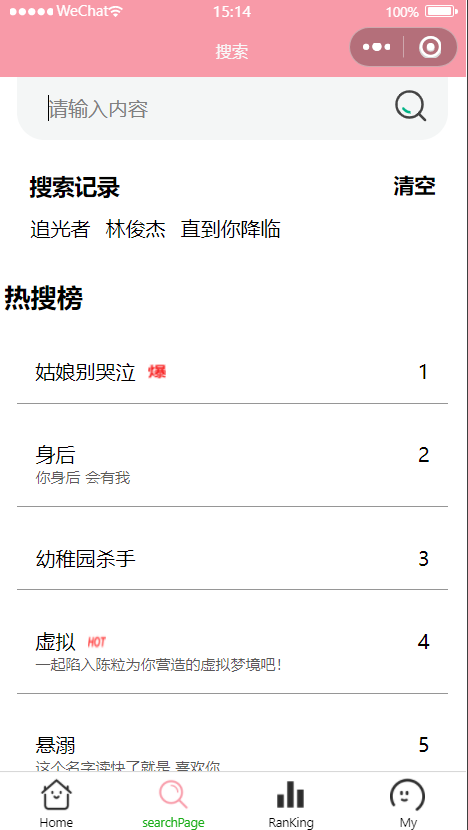 WeChat 15:14 100%
搜索
请输入内容
搜索记录 清空
追光者 林俊杰 直到你降临
热搜榜
姑娘别哭泣 爆 1
身后 2
你身后 会有我
幼稚园杀手 3
虚拟 HOT 4
一起陷入陈粒为你营造的虚拟梦境吧!
悬溺 5
这个名字读快了就是 喜欢你
Home searchPage RanKing My